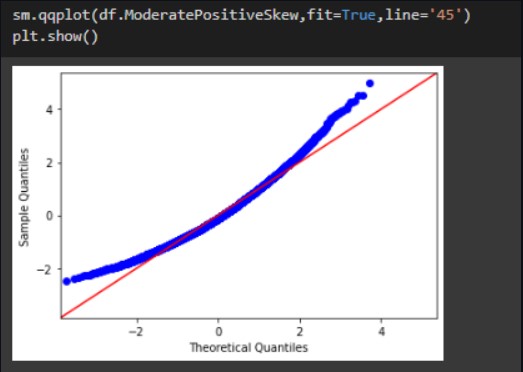 sm.qqplot(df.ModeratePositiveSkew,fit=True,line='45')
plt.show()
4
2
0
−2
Sample Quantiles
−2 0 2 4
Theoretical Quantiles